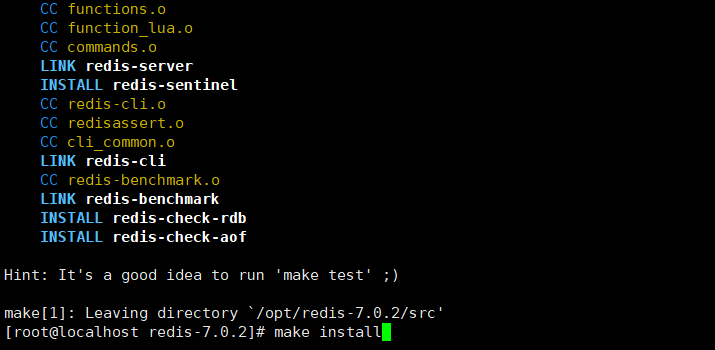 CC functions.o
CC function_lua.o
CC commands.o
LINK redis-server
INSTALL redis-sentinel
CC redis-cli.o
CC redisassert.o
CC cli_common.o
LINK redis-cli
CC redis-benchmark.o
LINK redis-benchmark
INSTALL redis-check-rdb
INSTALL redis-check-aof
Hint: It's a good idea to run 'make test' ;)
make[1]: Leaving directory `/opt/redis-7.0.2/src'
[root@localhost redis-7.0.2]# make install